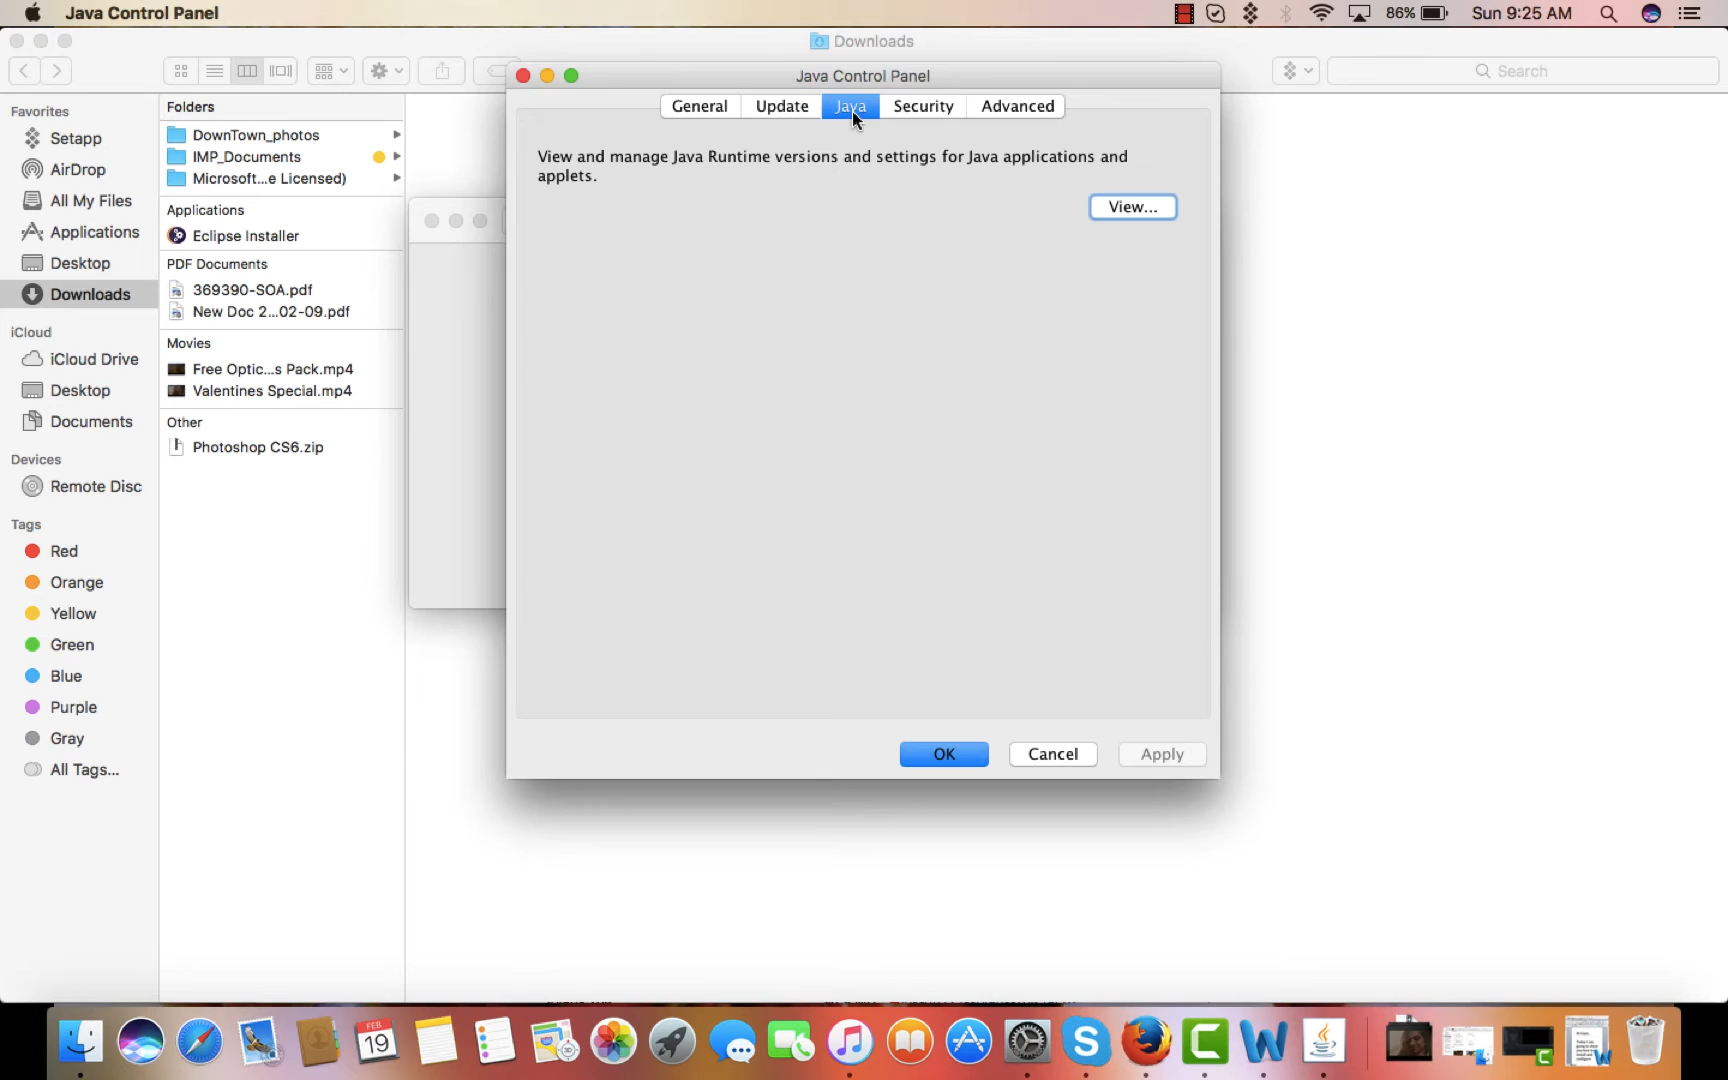 Java Control Panel
86%
Sun 9:25 AM
Downloads
Search
Favorites
Setapp
AirDrop
All My Files
Applications
Desktop
Downloads
iCloud
iCloud Drive
Desktop
Documents
Devices
Remote Disc
Tags
Red
Orange
Yellow
Green
Blue
Purple
Gray
All Tags...
Folders
DownTown_photos
IMP_Documents
Microsoft...e Licensed)
Applications
Eclipse Installer
PDF Documents
369390-SOA.pdf
New Doc 2...02-09.pdf
Movies
Free Optic...s Pack.mp4
Valentines Special.mp4
Other
Photoshop CS6.zip
Java Control Panel
General
Update
Java
Security
Advanced
View and manage Java Runtime versions and settings for Java applications and
applets.
View...
OK
Cancel
Apply
FEB
19